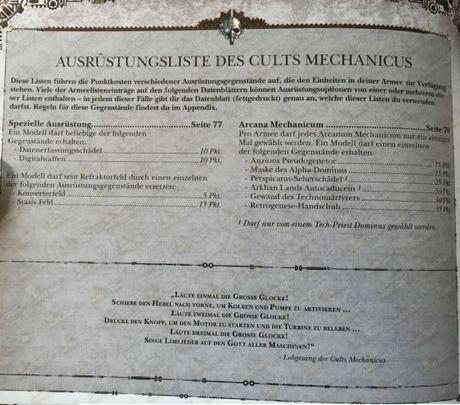 AUSRÜSTUNGSLISTE DES CULTS MECHANICUS
Diese Listen führen die Punktkosten verschiedener Ausrüstungsgegenstände auf, die den Einheiten in deiner Armee zur Verfügung
stehen. Viele der Armeelisteneinträge auf den folgenden Datenblättern können Ausrüstungsoptionen von einer oder mehreren die-
ser Listen enthalten – in jedem dieser Fälle gibt dir das Datenblatt (fettgedruckt) genau an, welche dieser Listen du verwenden
darfst. Regeln für diese Gegenstände findest du im Appendix.
Spezielle Ausrüstung..............................Seite 77
Ein Modell darf beliebige der folgenden
Gegenstände erhalten:
- Datenerfassungsschädel ................ 10 Pkt.
- Digitalwaffen ................ 10 Pkt.
Ein Modell darf sein Refraktorfeld durch einen einzelnen
der folgenden Ausrüstungsgegenstände ersetzen:
- Konverterfeld ................ 5 Pkt.
- Stasis-Feld ................ 15 Pkt.
Arcana Mechanicum..............................Seite 79
Pro Armee darf jedes Arcanum Mechanicum nur ein einziges
Mal gewählt werden. Ein Modell darf einen einzelnen
der folgenden Gegenstände erhalten:
- Anzions Pseudogenetor ................ 15 Pkt.
- Maske des Alpha-Dominus ................ 15 Pkt.
- Perspicatus-Seherschädel ¹ ................ 25 Pkt.
- Arkhan Lands Autocaduceus ¹ ................ 25 Pkt.
- Gewand des Technomärtyrers ................ Pkt.
- Retrogenese-Handschuh ................ Pkt.
¹ Darf nur von einem Tech-Priest Dominus gewählt werden.
„Läute einmal die Grosse Glocke!
Schiebe den Hebel nach vorne, um Kolben und Pumpe zu aktivieren ...
Läute zweimal die Grosse Glocke!
Drücke den Knopf, um den Motor zu starten und die Turbine zu beleben ...
Läute dreimal die Grosse Glocke!
Singe Loblieder auf den Gott aller Maschinen!“
- Lobgesang des Cults Mechanicus